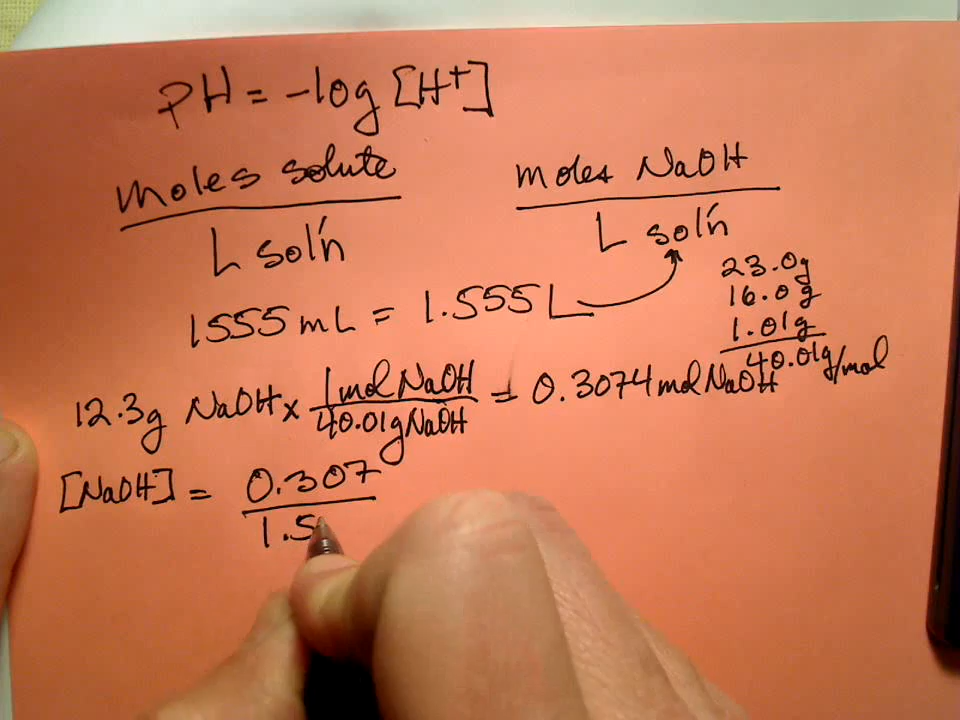 PH = -log [H+]
moles solute
L sol'n
moles NaOH
L sol'n
1555 mL = 1.555 L
23.0g
16.0g
1.01g
40.01g/mol
12.3g NaOH x 1 mol NaOH / 40.01g NaOH = 0.3074 mol NaOH
[NaOH] = 0.307
1.5